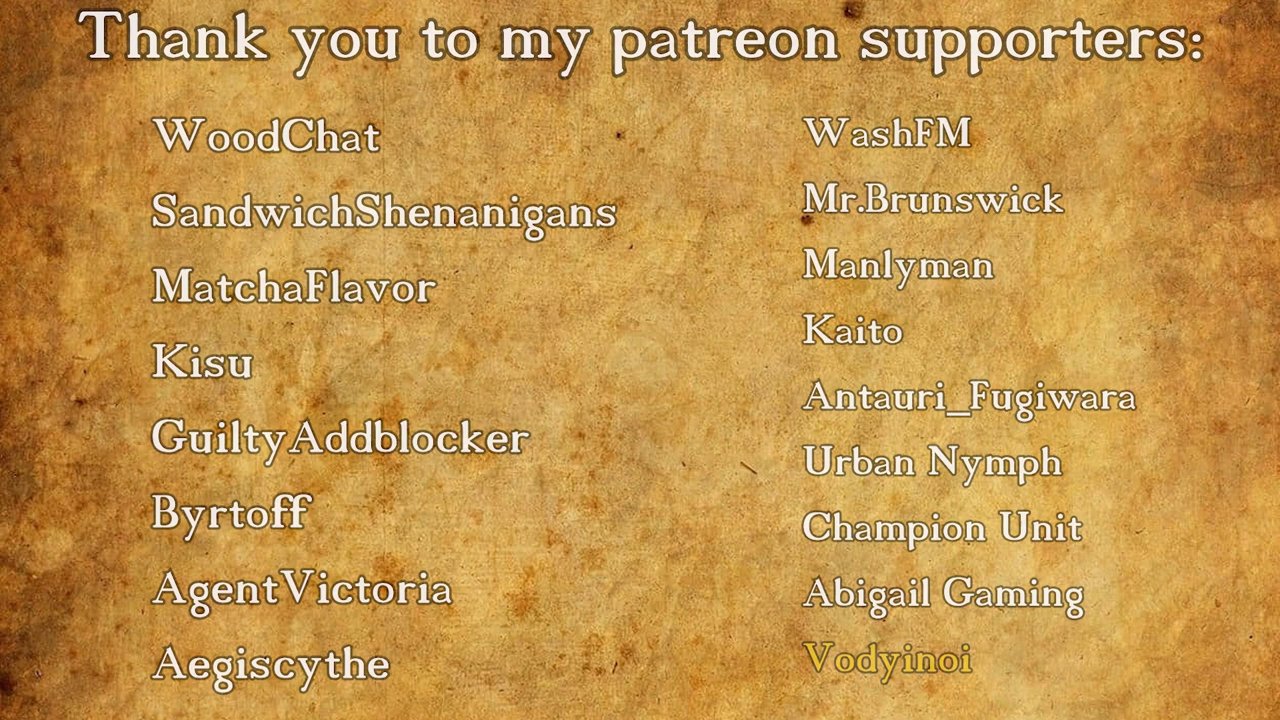 Thank you to my patreon supporters:
WoodChat
SandwichShenanigans
MatchaFlavor
Kisu
GuiltyAddblocker
Byrtoff
AgentVictoria
Aegiscythe
WashFM
Mr.Brunswick
Manlyman
Kaito
Antauri_Fugiwara
Urban Nymph
Champion Unit
Abigail Gaming
Vodyinoi